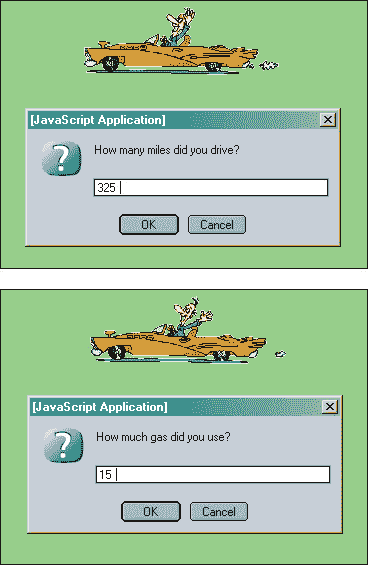 [JavaScript Application]
How many miles did you drive?
325
OK Cancel
[JavaScript Application]
How much gas did you use?
15
OK Cancel